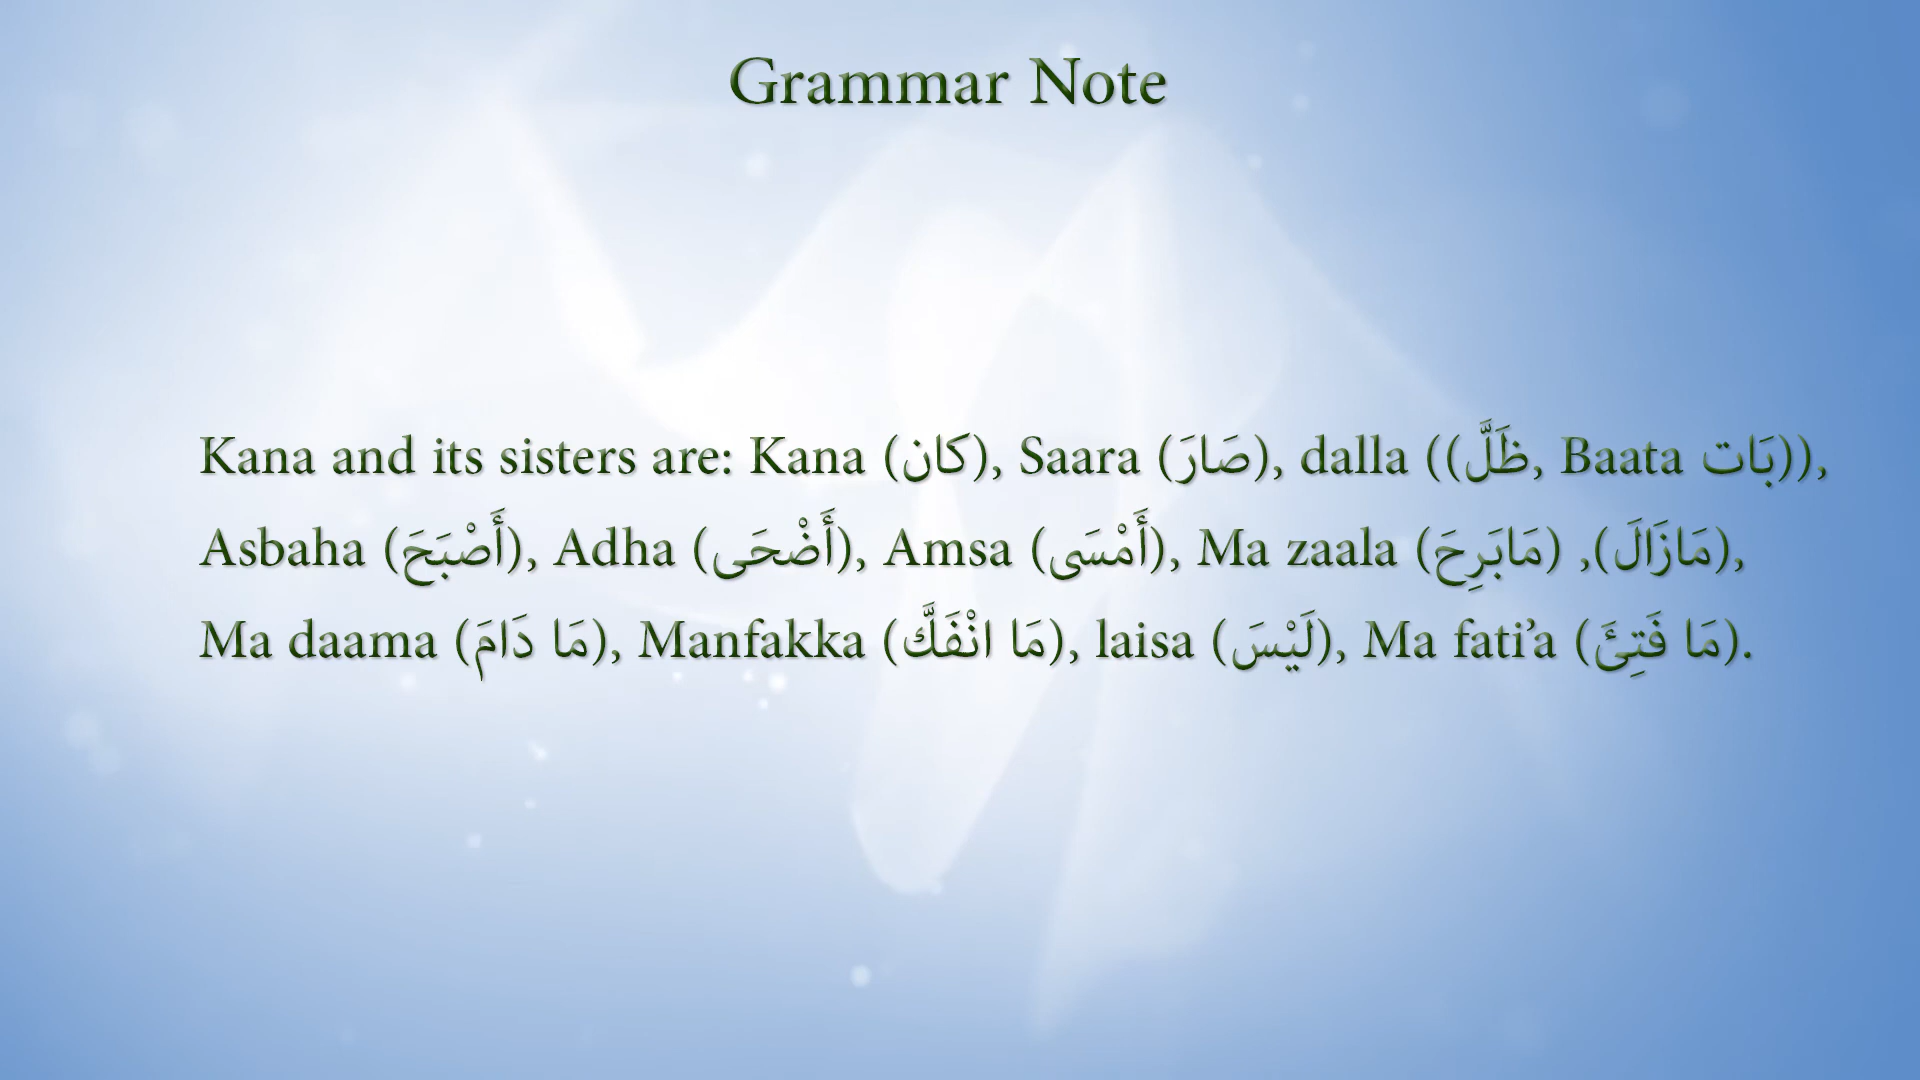 Grammar Note
Kana and its sisters are: Kana (كان), Saara (صَارَ), dalla ((ظَلَّ, Baata بَات)),
Asbaha (أَصْبَحَ), Adha (أَضْحَى), Amsa (أَمْسَى), Ma zaala (مَازَالَ), (مَابَرِحَ),
Ma daama (مَا دَامَ), Manfakka (مَا انْفَكَّ), laisa (لَيْسَ), Ma fati’a (مَا فَتِئَ).